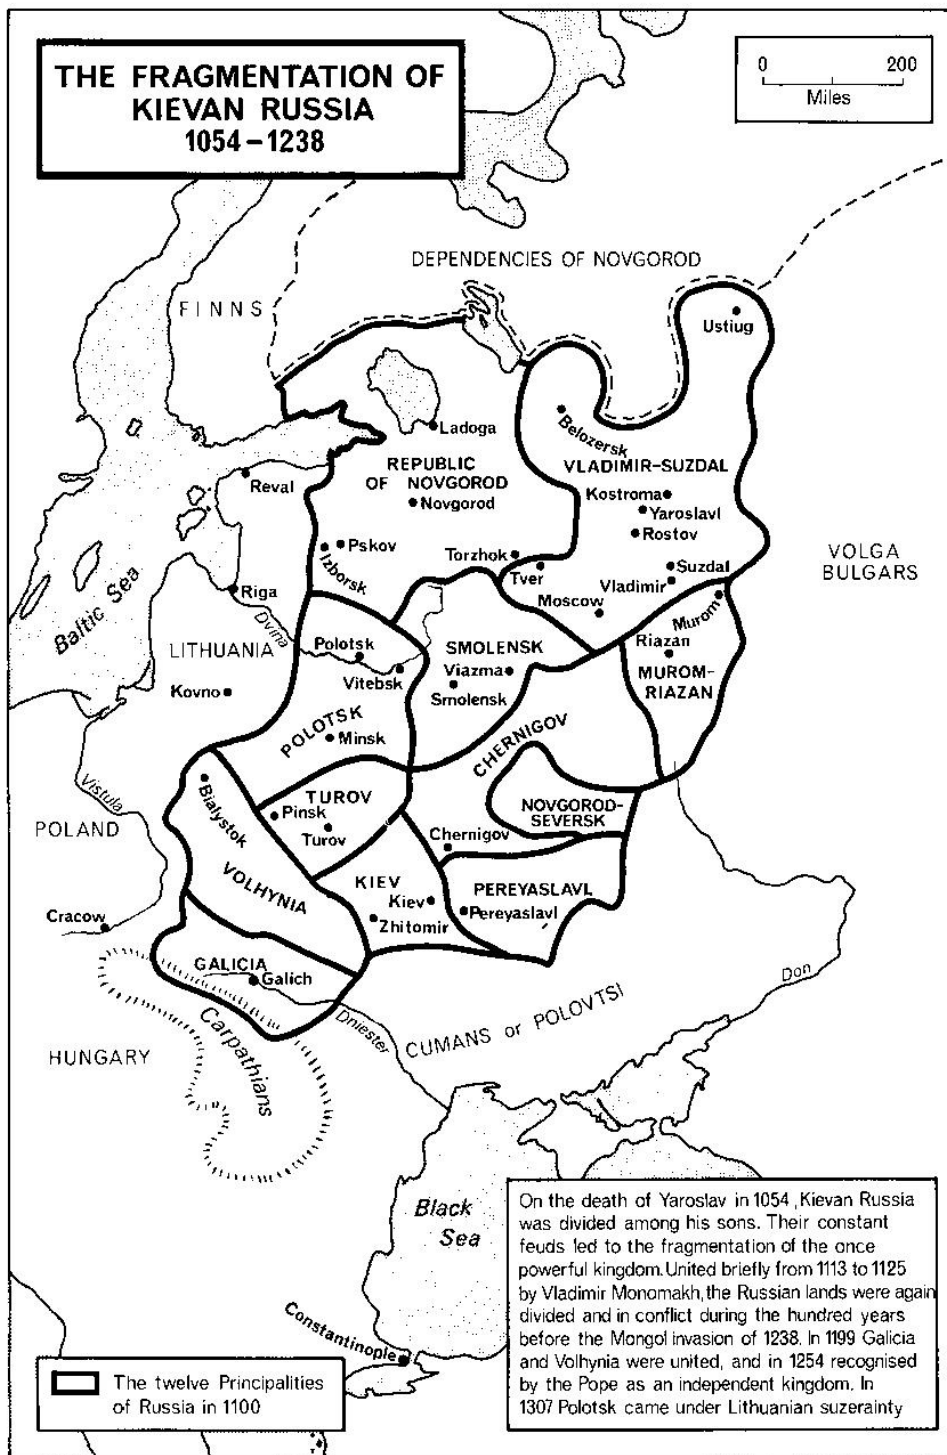 THE FRAGMENTATION OF
KIEVAN RUSSIA
1054–1238
0 200
Miles
DEPENDENCIES OF NOVGOROD
FINNS
Ustiug
Ladoga
Belozersk
REPUBLIC
OF NOVGOROD
VLADIMIR-SUZDAL
Reval
Novgorod
Kostroma
Yaroslavl
Rostov
Pskov
Izborsk
Torzhok
Tver
Suzdal
Vladimir
VOLGA
BULGARS
Baltic Sea
Riga
Dvina
Moscow
Murom
Riazan
LITHUANIA
Polotsk
Vitebsk
SMOLENSK
Viazma
Smolensk
MUROM-
RIAZAN
Kovno
POLOTSK
Minsk
CHERNIGOV
Vistula
Bialystok
TUROV
Pinsk
Turov
NOVGOROD-
SEVERSK
POLAND
Chernigov
VOLHYNIA
KIEV
Kiev
Zhitomir
PEREYASLAVL
Pereyaslavl
Cracow
GALICIA
Galich
Don
Dniester
CUMANS or POLOVTSI
HUNGARY
Carpathians
Black
Sea
Constantinople
The twelve Principalities
of Russia in 1100
On the death of Yaroslav in 1054, Kievan Russia
was divided among his sons. Their constant
feuds led to the fragmentation of the once
powerful kingdom. United briefly from 1113 to 1125
by Vladimir Monomakh, the Russian lands were again
divided and in conflict during the hundred years
before the Mongol invasion of 1238. In 1199 Galicia
and Volhynia were united, and in 1254 recognised
by the Pope as an independent kingdom. In
1307 Polotsk came under Lithuanian suzerainty